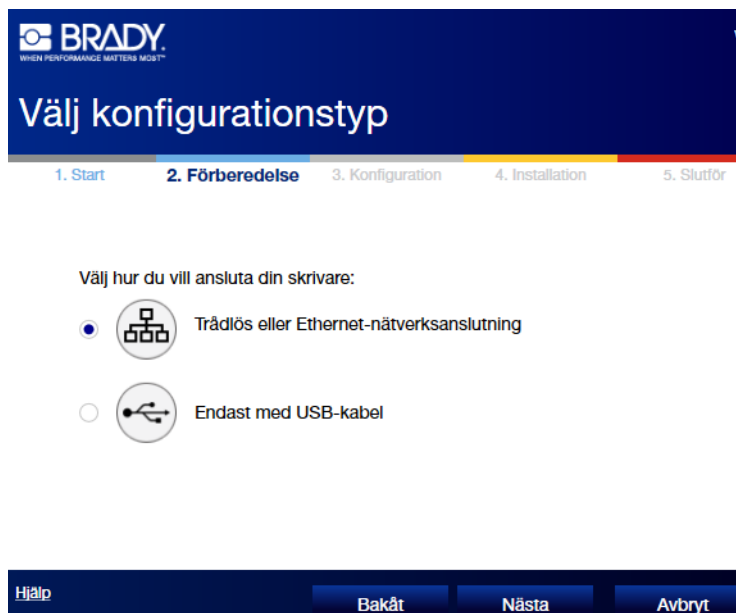 BRADY.
WHEN PERFORMANCE MATTERS MOST™
Välj konfigurationstyp
1. Start 2. Förberedelse 3. Konfiguration 4. Installation 5. Slutför
Välj hur du vill ansluta din skrivare:
Trådlös eller Ethernet-nätverksanslutning
Endast med USB-kabel
Hjälp Bakåt Nästa Avbryt